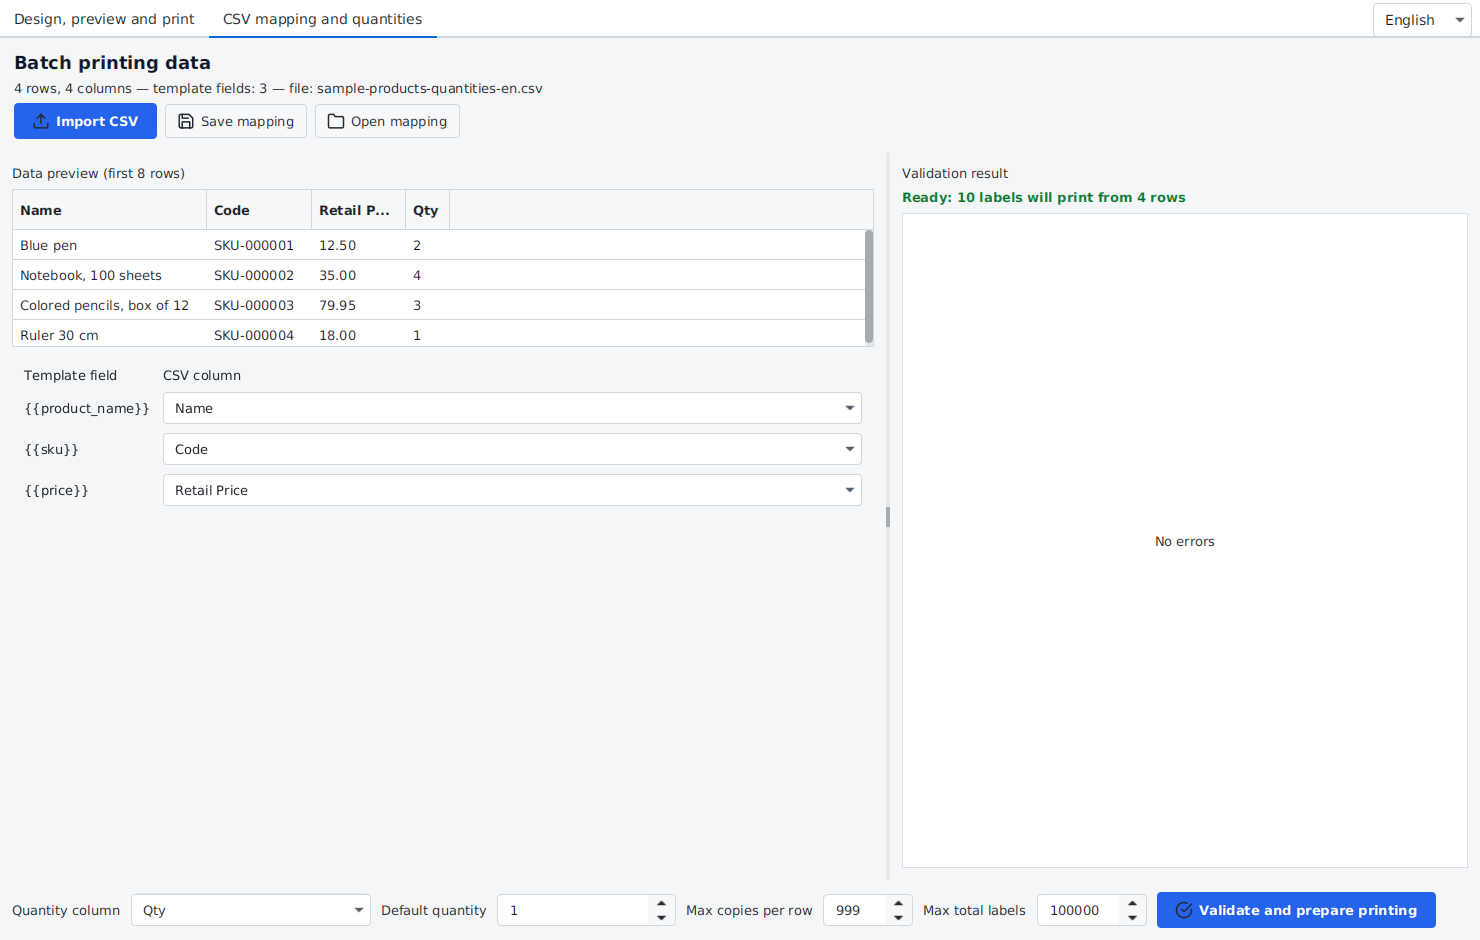 Design, preview and print
CSV mapping and quantities
English
Batch printing data
4 rows, 4 columns — template fields: 3 — file: sample-products-quantities-en.csv
Import CSV
Save mapping
Open mapping
Data preview (first 8 rows)
Name Code Retail P... Qty
Blue pen SKU-000001 12.50 2
Notebook, 100 sheets SKU-000002 35.00 4
Colored pencils, box of 12 SKU-000003 79.95 3
Ruler 30 cm SKU-000004 18.00 1
Template field CSV column
{{product_name}} Name
{{sku}} Code
{{price}} Retail Price
Validation result
Ready: 10 labels will print from 4 rows
No errors
Quantity column Qty Default quantity 1 Max copies per row 999 Max total labels 100000 Validate and prepare printing